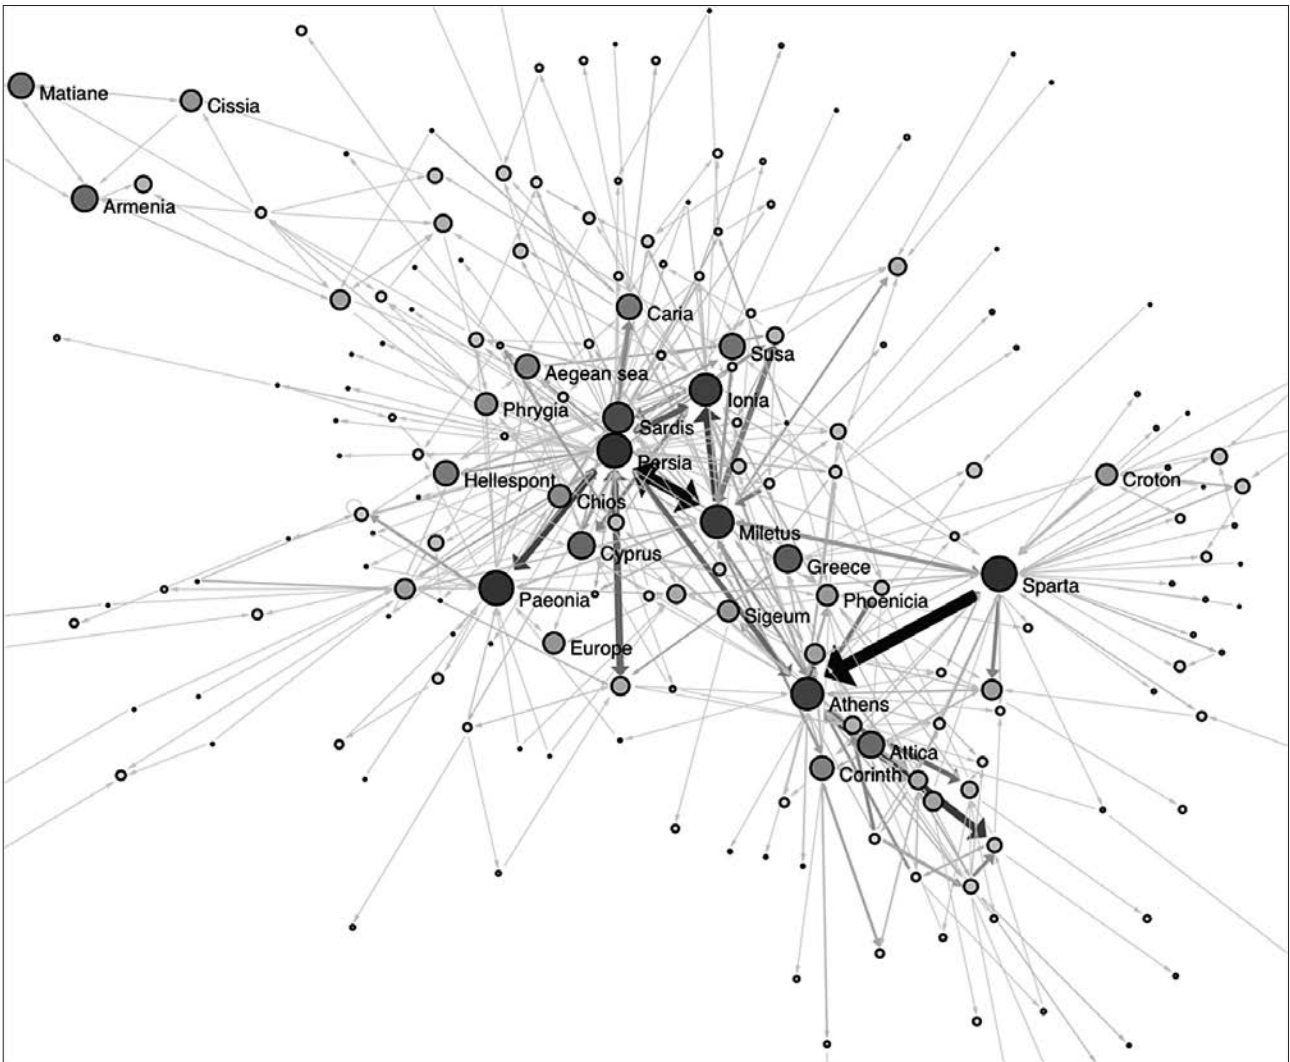 Matiane
Cissia
Armenia
Caria
Susa
Aegean sea
Ionia
Phrygia
Sardis
Persia
Hellespont
Croton
Chios
Miletus
Cyprus
Greece
Sparta
Paeonia
Phoenicia
Sigeum
Europe
Athens
Attica
Corinth